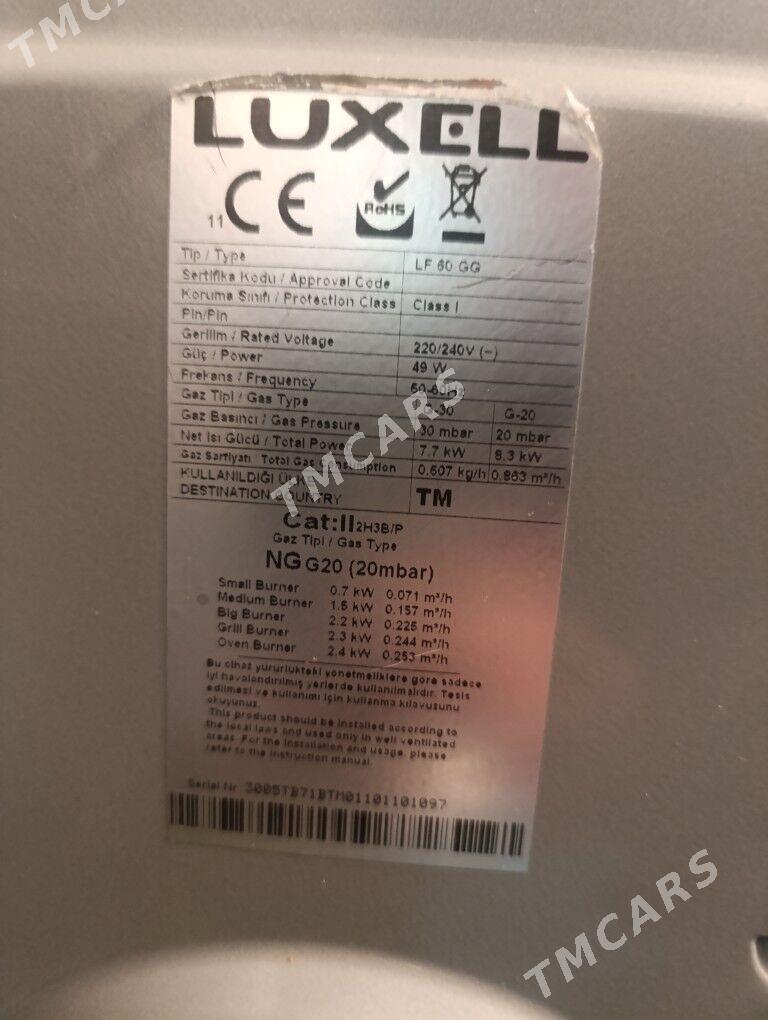 TMCARS
LUXELL
11 CE RoHS
Tip / Type LF 60 GG
Sertifika Kodu / Approval Code
Koruma Sınıfı / Protection Class Class I
Pin/Pin
Gerilim / Rated Voltage 220/240V (~)
Güç / Power 49 W
Frekans / Frequency 50-60Hz
Gaz Tipi / Gas Type G-30 G-20
Gaz Basıncı / Gas Pressure 30 mbar 20 mbar
Net Isı Gücü / Total Power 7.7 kW 8.3 kW
Gaz Sarfiyatı / Total Gas Consumption 0.607 kg/h 0.863 m³/h
KULLANILDIĞI ÜLKE
DESTINATION COUNTRY TM
Cat:II2H3B/P
Gaz Tipi / Gas Type
NG G20 (20mbar)
Small Burner 0.7 kW 0.071 m³/h
Medium Burner 1.5 kW 0.157 m³/h
Big Burner 2.2 kW 0.225 m³/h
Grill Burner 2.3 kW 0.244 m³/h
Oven Burner 2.4 kW 0.253 m³/h
Bu cihaz yürürlükteki yönetmeliklere göre sadece
iyi havalandırılmış yerlerde kullanılmalıdır. Tesis
edilmesi ve kullanımı için kullanma kılavuzunu
okuyunuz.
This product should be installed according to
the local laws and used only in well ventilated
areas. For the installation and usage, please
refer to the instruction manual.
Serial Nr 3005TB71BTM01101101097
TMCARS
TMCARS